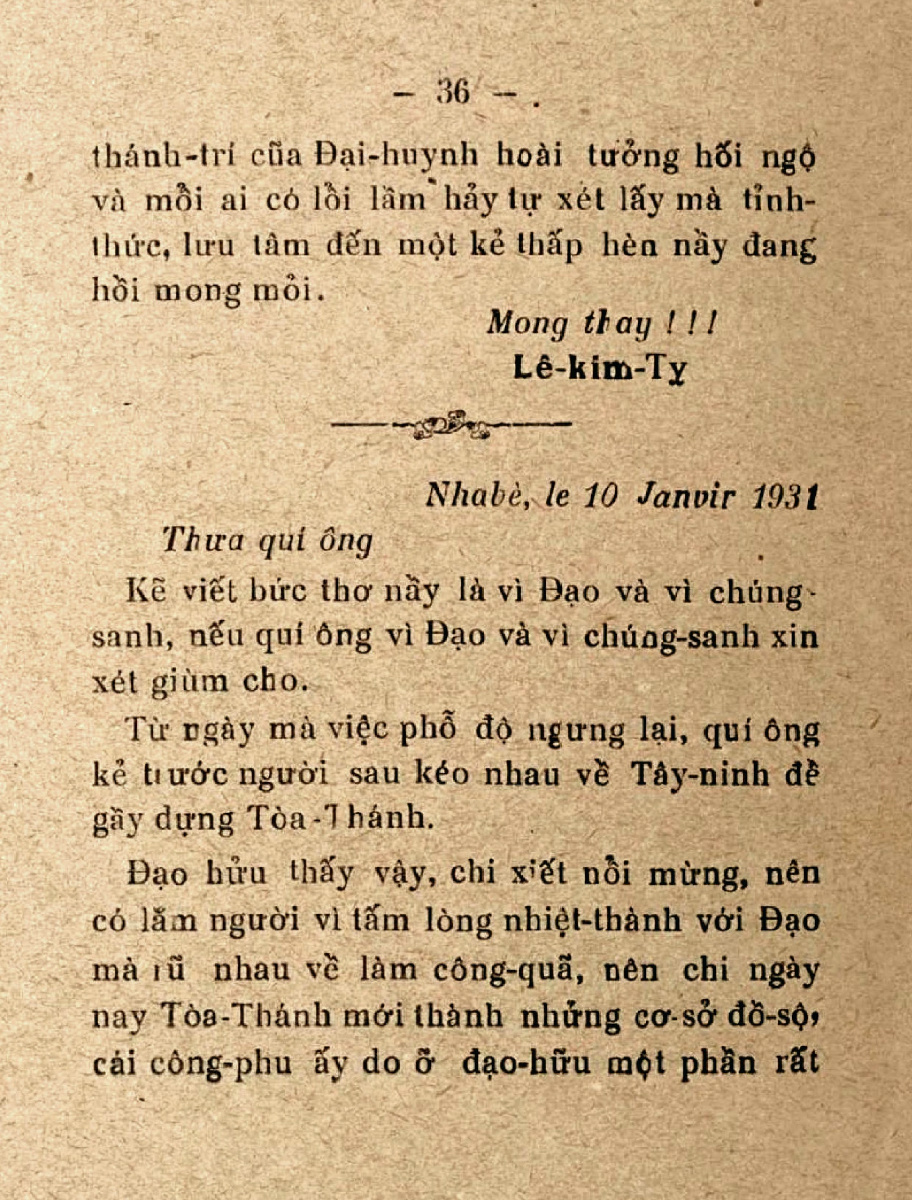 — 36 —
thánh-trí cũa Đại-huynh hoài tưởng hối ngộ
và mỗi ai có lỗi lầm hảy tự xét lấy mà tỉnh-
thức, lưu tâm đến một kẻ thấp hèn nầy đang
hồi mong mỏi.
Mong thay ! ! !
Lê-kim-Tỵ
Nhabè, le 10 Janvir 1931
Thưa quí ông
Kẽ viết bức thơ nầy là vì Đạo và vì chúng-
sanh, nếu quí ông vì Đạo và vì chúng-sanh xin
xét giùm cho.
Từ ngày mà việc phỗ độ ngưng lại, quí ông
kẻ trước người sau kéo nhau về Tây-ninh để
gầy dựng Tòa-Thánh.
Đạo hửu thấy vậy, chi xiết nỗi mừng, nên
có lắm người vì tấm lòng nhiệt-thành với Đạo
mà rũ nhau về làm công-quã, nên chi ngày
nay Tòa-Thánh mới thành những cơ-sở đồ-sộ,
cái công-phu ấy do ỡ đạo-hữu một phần rất